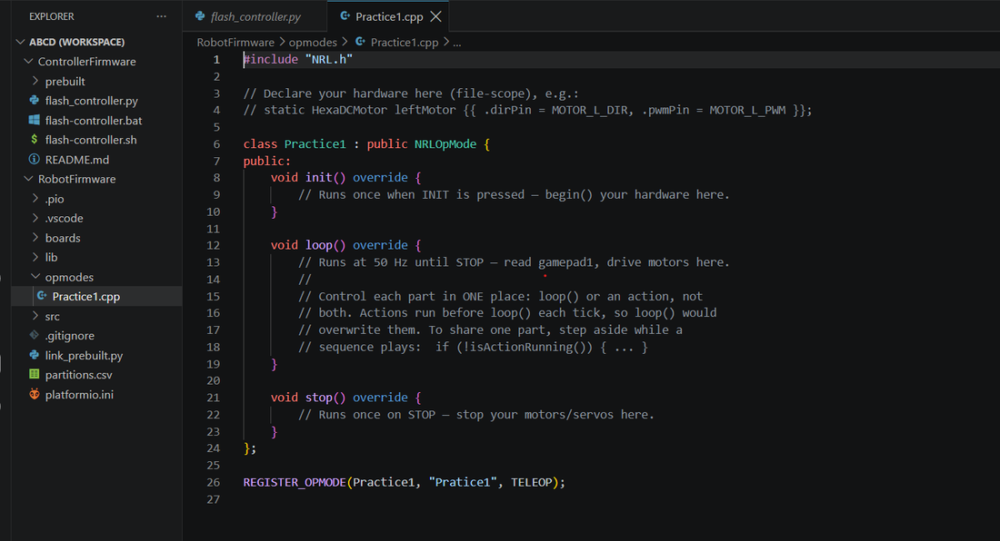 EXPLORER
...
ABCD (WORKSPACE)
ControllerFirmware
prebuilt
flash_controller.py
flash-controller.bat
flash-controller.sh
README.md
RobotFirmware
.pio
.vscode
boards
lib
opmodes
Practice1.cpp
src
.gitignore
link_prebuilt.py
partitions.csv
platformio.ini
flash_controller.py
Practice1.cpp
RobotFirmware > opmodes > Practice1.cpp > ...
1 #include "NRL.h"
2
3 // Declare your hardware here (file-scope), e.g.:
4 // static HexaDCMotor leftMotor {{ .dirPin = MOTOR_L_DIR, .pwmPin = MOTOR_L_PWM }};
5
6 class Practice1 : public NRLOpMode {
7 public:
8     void init() override {
9         // Runs once when INIT is pressed — begin() your hardware here.
10     }
11
12     void loop() override {
13         // Runs at 50 Hz until STOP — read gamepad1, drive motors here.
14         //
15         // Control each part in ONE place: loop() or an action, not
16         // both. Actions run before loop() each tick, so loop() would
17         // overwrite them. To share one part, step aside while a
18         // sequence plays:  if (!isActionRunning()) { ... }
19     }
20
21     void stop() override {
22         // Runs once on STOP — stop your motors/servos here.
23     }
24 };
25
26 REGISTER_OPMODE(Practice1, "Pratice1", TELEOP);
27